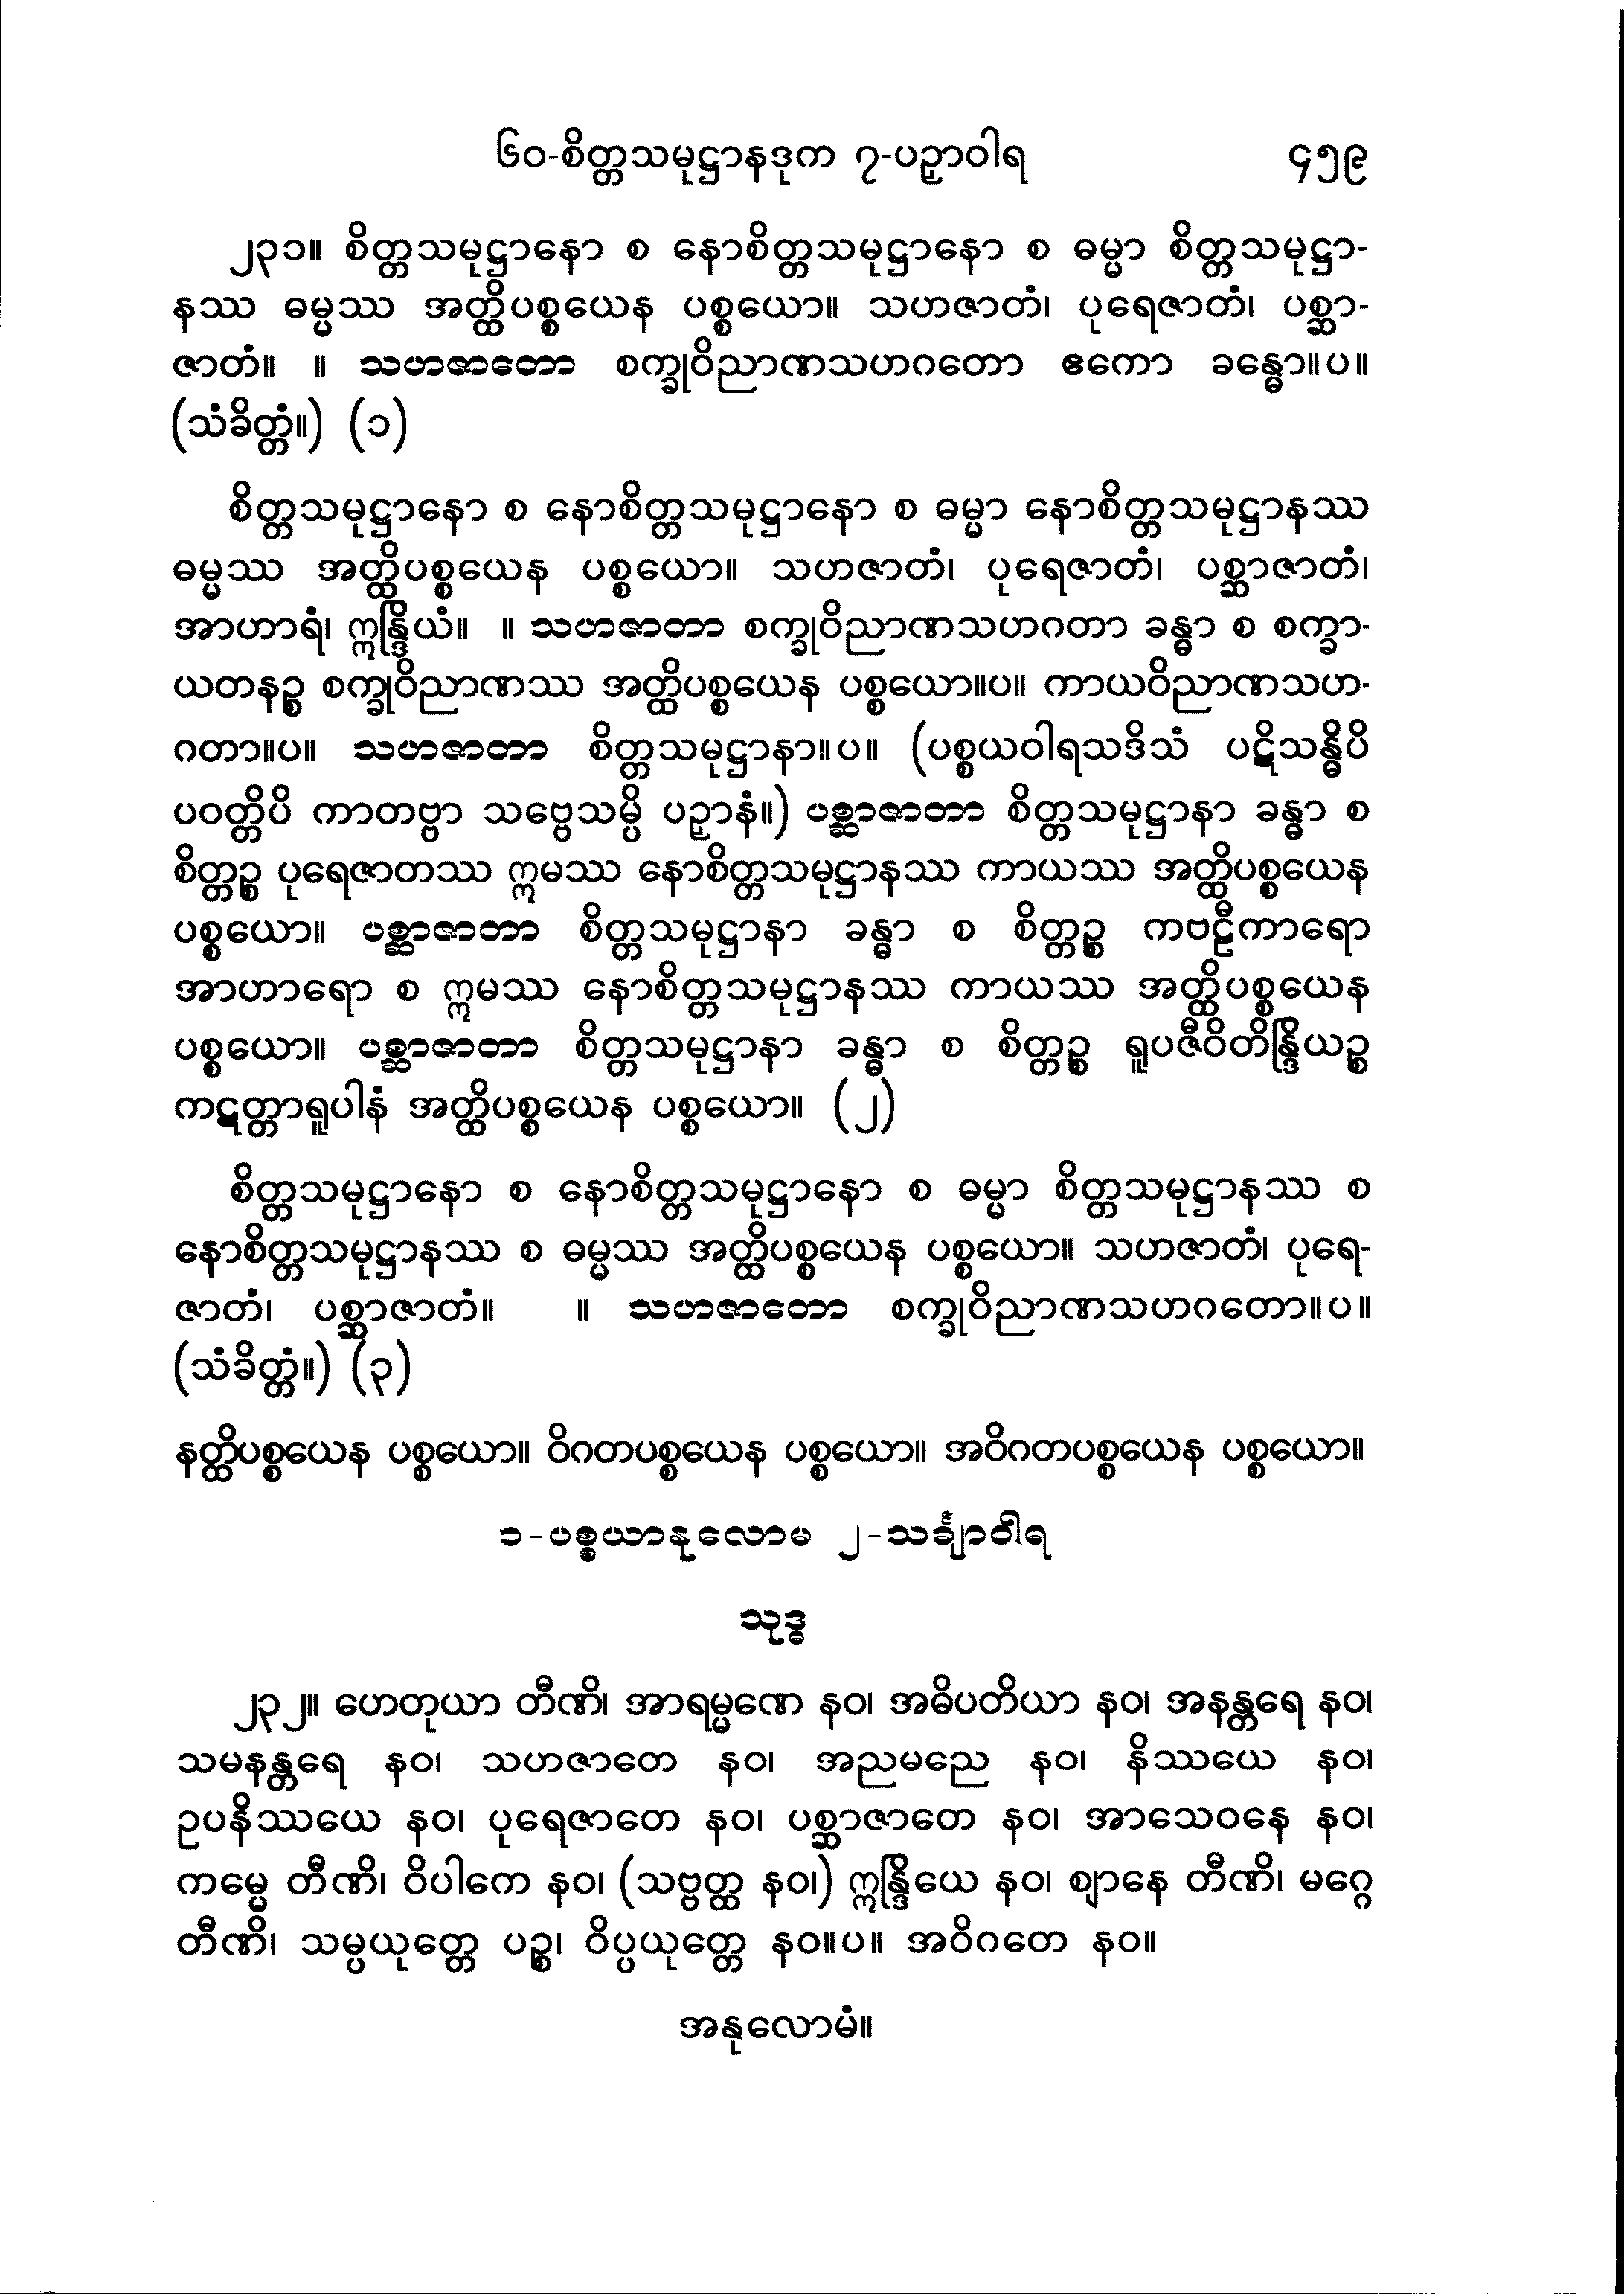 ၆၀-စိတ္တသမုဋ္ဌာနဒုက ၇-ပဉှာဝါရ ၄၅၉
၂၃၁။ စိတ္တသမုဋ္ဌာနော စ နောစိတ္တသမုဋ္ဌာနော စ ဓမ္မာ စိတ္တသမုဋ္ဌာ-
နဿ ဓမ္မဿ အတ္ထိပစ္စယေန ပစ္စယော။ သဟဇာတံ၊ ပုရေဇာတံ၊ ပစ္ဆာ-
ဇာတံ။ ။ သဟဇာတော စက္ခုဝိညာဏသဟဂတော ဧကော ခန္ဓော။ပ။
(သံခိတ္တံ။) (၁)
စိတ္တသမုဋ္ဌာနော စ နောစိတ္တသမုဋ္ဌာနော စ ဓမ္မာ နောစိတ္တသမုဋ္ဌာနဿ
ဓမ္မဿ အတ္ထိပစ္စယေန ပစ္စယော။ သဟဇာတံ၊ ပုရေဇာတံ၊ ပစ္ဆာဇာတံ၊
အာဟာရံ၊ ဣန္ဒြိယံ။ ။ သဟဇာတာ စက္ခုဝိညာဏသဟဂတာ ခန္ဓာ စ စက္ခာ-
ယတနဉ္စ စက္ခုဝိညာဏဿ အတ္ထိပစ္စယေန ပစ္စယော။ပ။ ကာယဝိညာဏသဟ-
ဂတာ။ပ။ သဟဇာတာ စိတ္တသမုဋ္ဌာနာ။ပ။ (ပစ္စယဝါရသဒိသံ ပဋိသန္ဓိပိ
ပဝတ္တိပိ ကာတဗ္ဗာ သဗ္ဗေသမ္ပိ ပဉှာနံ။) ပစ္ဆာဇာတာ စိတ္တသမုဋ္ဌာနာ ခန္ဓာ စ
စိတ္တဉ္စ ပုရေဇာတဿ ဣမဿ နောစိတ္တသမုဋ္ဌာနဿ ကာယဿ အတ္ထိပစ္စယေန
ပစ္စယော။ ပစ္ဆာဇာတာ စိတ္တသမုဋ္ဌာနာ ခန္ဓာ စ စိတ္တဉ္စ ကဗဠီကာရော
အာဟာရော စ ဣမဿ နောစိတ္တသမုဋ္ဌာနဿ ကာယဿ အတ္ထိပစ္စယေန
ပစ္စယော။ ပစ္ဆာဇာတာ စိတ္တသမုဋ္ဌာနာ ခန္ဓာ စ စိတ္တဉ္စ ရူပဇီဝိတိန္ဒြိယဉ္စ
ကဋတ္တာရူပါနံ အတ္ထိပစ္စယေန ပစ္စယော။ (၂)
စိတ္တသမုဋ္ဌာနော စ နောစိတ္တသမုဋ္ဌာနော စ ဓမ္မာ စိတ္တသမုဋ္ဌာနဿ စ
နောစိတ္တသမုဋ္ဌာနဿ စ ဓမ္မဿ အတ္ထိပစ္စယေန ပစ္စယော။ သဟဇာတံ၊ ပုရေ-
ဇာတံ၊ ပစ္ဆာဇာတံ။ ။ သဟဇာတော စက္ခုဝိညာဏသဟဂတော။ပ။
(သံခိတ္တံ။) (၃)
နတ္ထိပစ္စယေန ပစ္စယော။ ဝိဂတပစ္စယေန ပစ္စယော။ အဝိဂတပစ္စယေန ပစ္စယော။
၁-ပစ္စယာနုလောမ ၂-သင်္ချာဝါရ
သုဒ္ဓ
၂၃၂။ ဟေတုယာ တီဏိ၊ အာရမ္မဏေ နဝ၊ အဓိပတိယာ နဝ၊ အနန္တရေ နဝ၊
သမနန္တရေ နဝ၊ သဟဇာတေ နဝ၊ အညမညေ နဝ၊ နိဿယေ နဝ၊
ဥပနိဿယေ နဝ၊ ပုရေဇာတေ နဝ၊ ပစ္ဆာဇာတေ နဝ၊ အာသေဝနေ နဝ၊
ကမ္မေ တီဏိ၊ ဝိပါကေ နဝ၊ (သဗ္ဗတ္ထ နဝ၊) ဣန္ဒြိယေ နဝ၊ ဈာနေ တီဏိ၊ မဂ္ဂေ
တီဏိ၊ သမ္ပယုတ္တေ ပဉ္စ၊ ဝိပ္ပယုတ္တေ နဝ။ပ။ အဝိဂတေ နဝ။
အနုလောမံ။